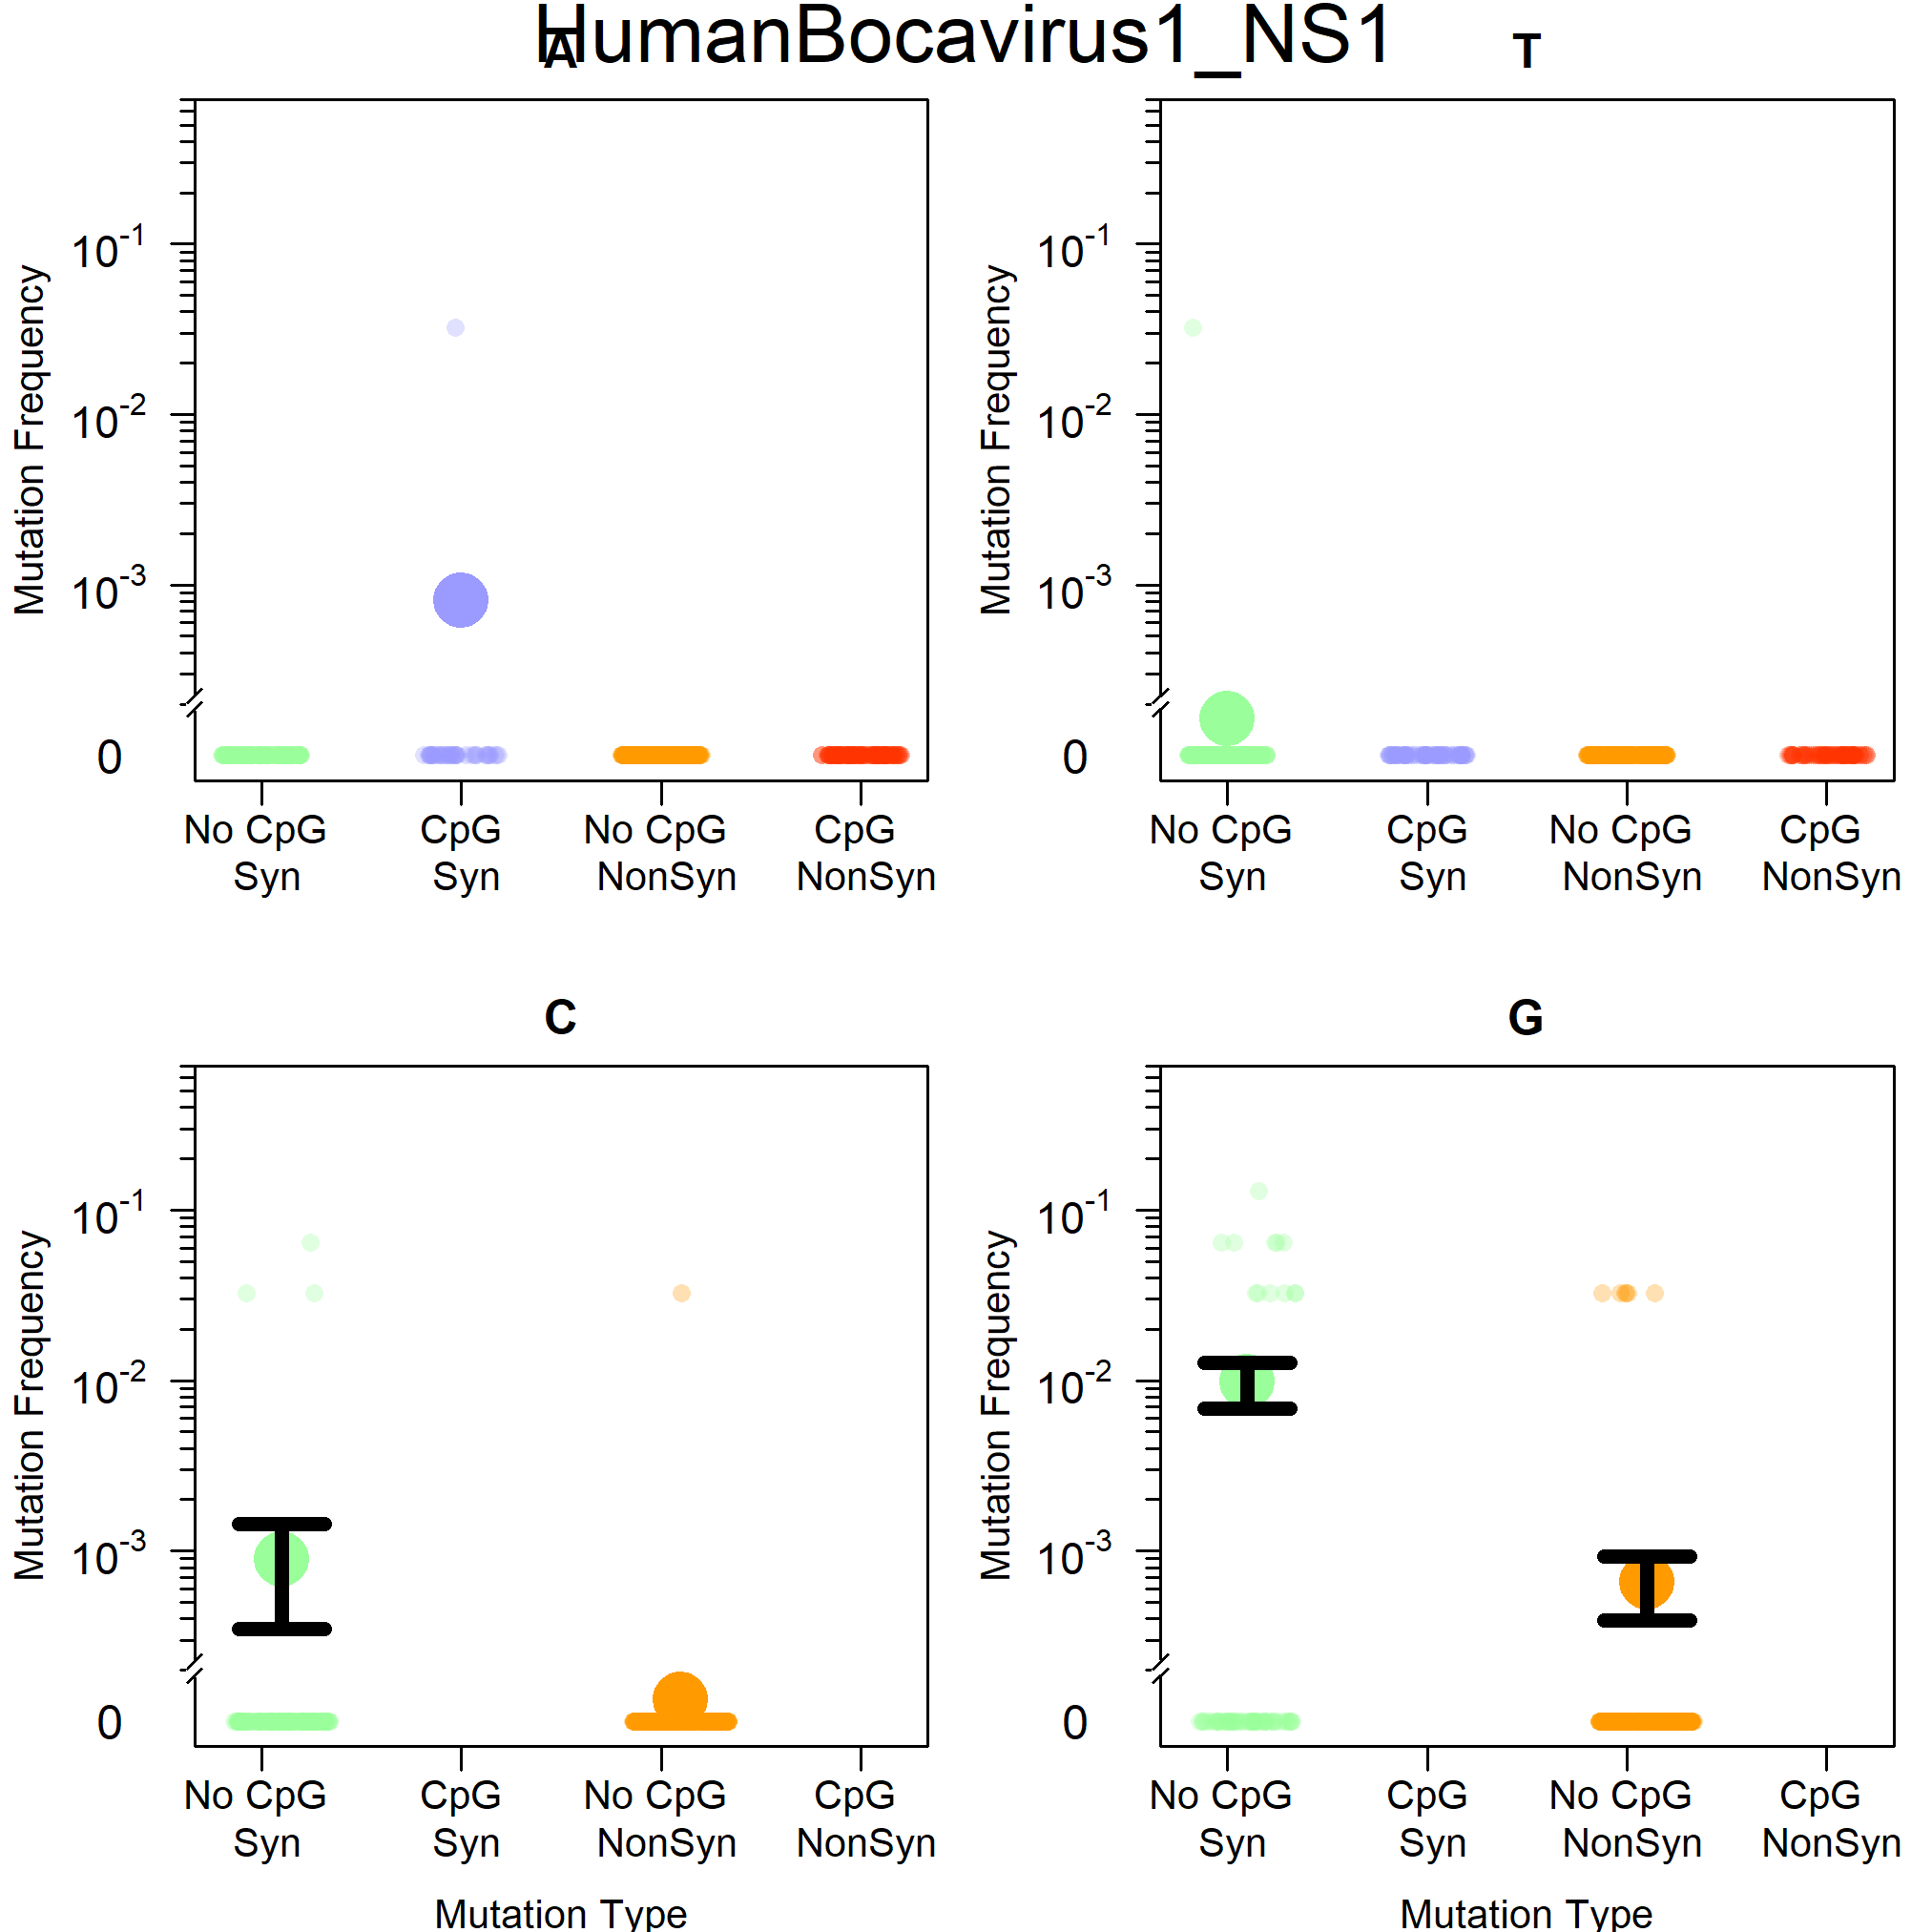 HumanBocavirus1_NS1
A
T
Mutation Frequency
10-1
10-2
10-3
0
No CpG Syn
CpG Syn
No CpG NonSyn
CpG NonSyn
Mutation Frequency
10-1
10-2
10-3
0
No CpG Syn
CpG Syn
No CpG NonSyn
CpG NonSyn
C
G
Mutation Frequency
10-1
10-2
10-3
0
No CpG Syn
CpG Syn
No CpG NonSyn
CpG NonSyn
Mutation Type
Mutation Frequency
10-1
10-2
10-3
0
No CpG Syn
CpG Syn
No CpG NonSyn
CpG NonSyn
Mutation Type